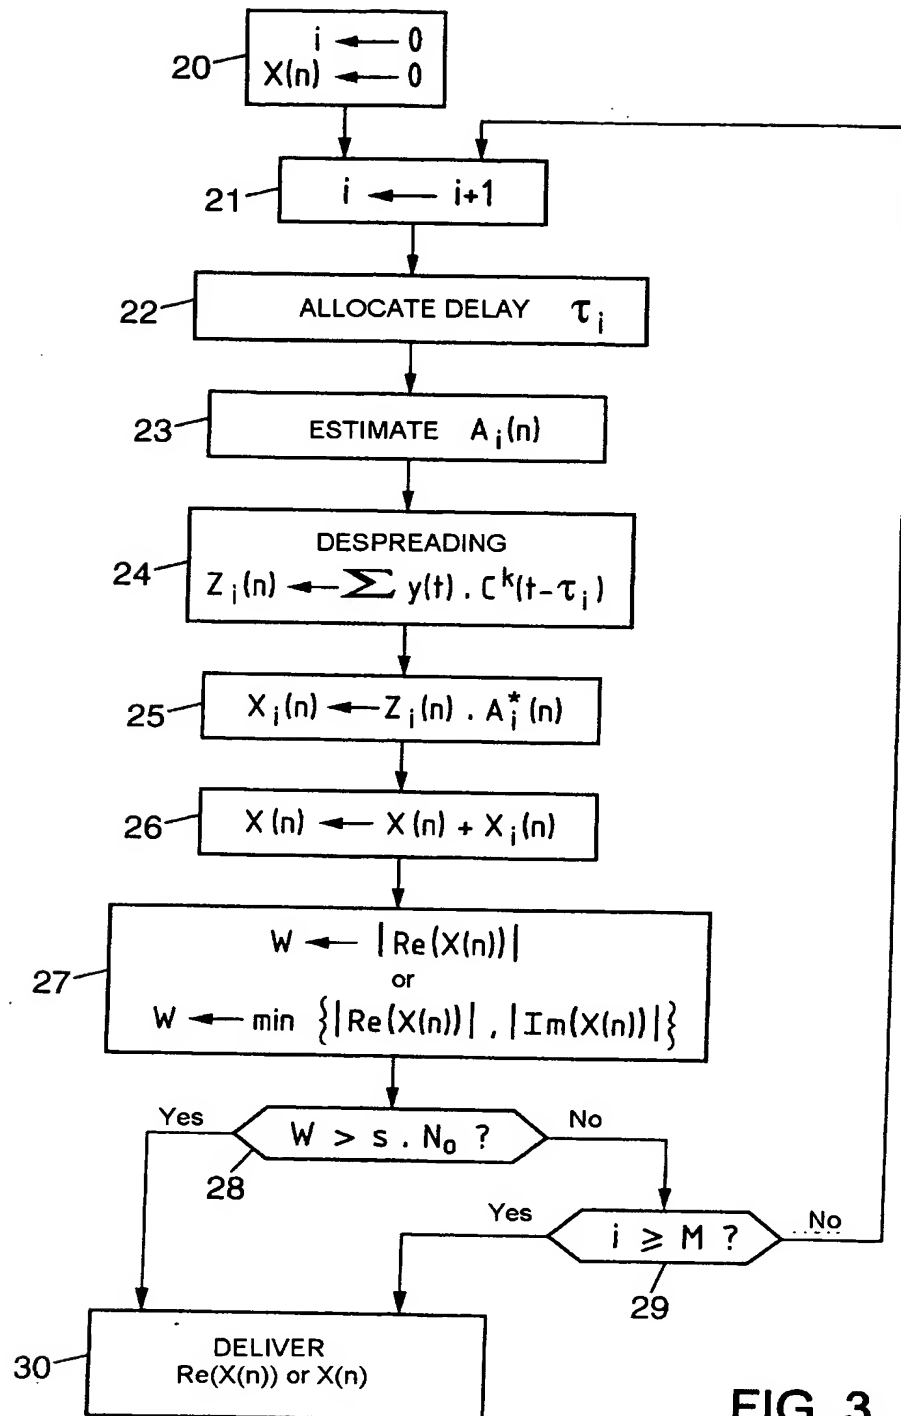 i ← 0
20
X(n) ← 0
21
i ← i+1
22
ALLOCATE DELAY τi
23
ESTIMATE Ai(n)
DESPREADING
24
Zi(n) ← Σ y(t) . C^k(t-τi)
25
Xi(n) ← Zi(n) . Ai*(n)
26
X(n) ← X(n) + Xi(n)
W ← |Re(X(n))|
27
or
W ← min {|Re(X(n))| , |Im(X(n))|}
Yes
W > s . N0 ?
No
28
Yes
i ⩾ M ?
No
29
DELIVER
30
Re(X(n)) or X(n)
FIG. 3